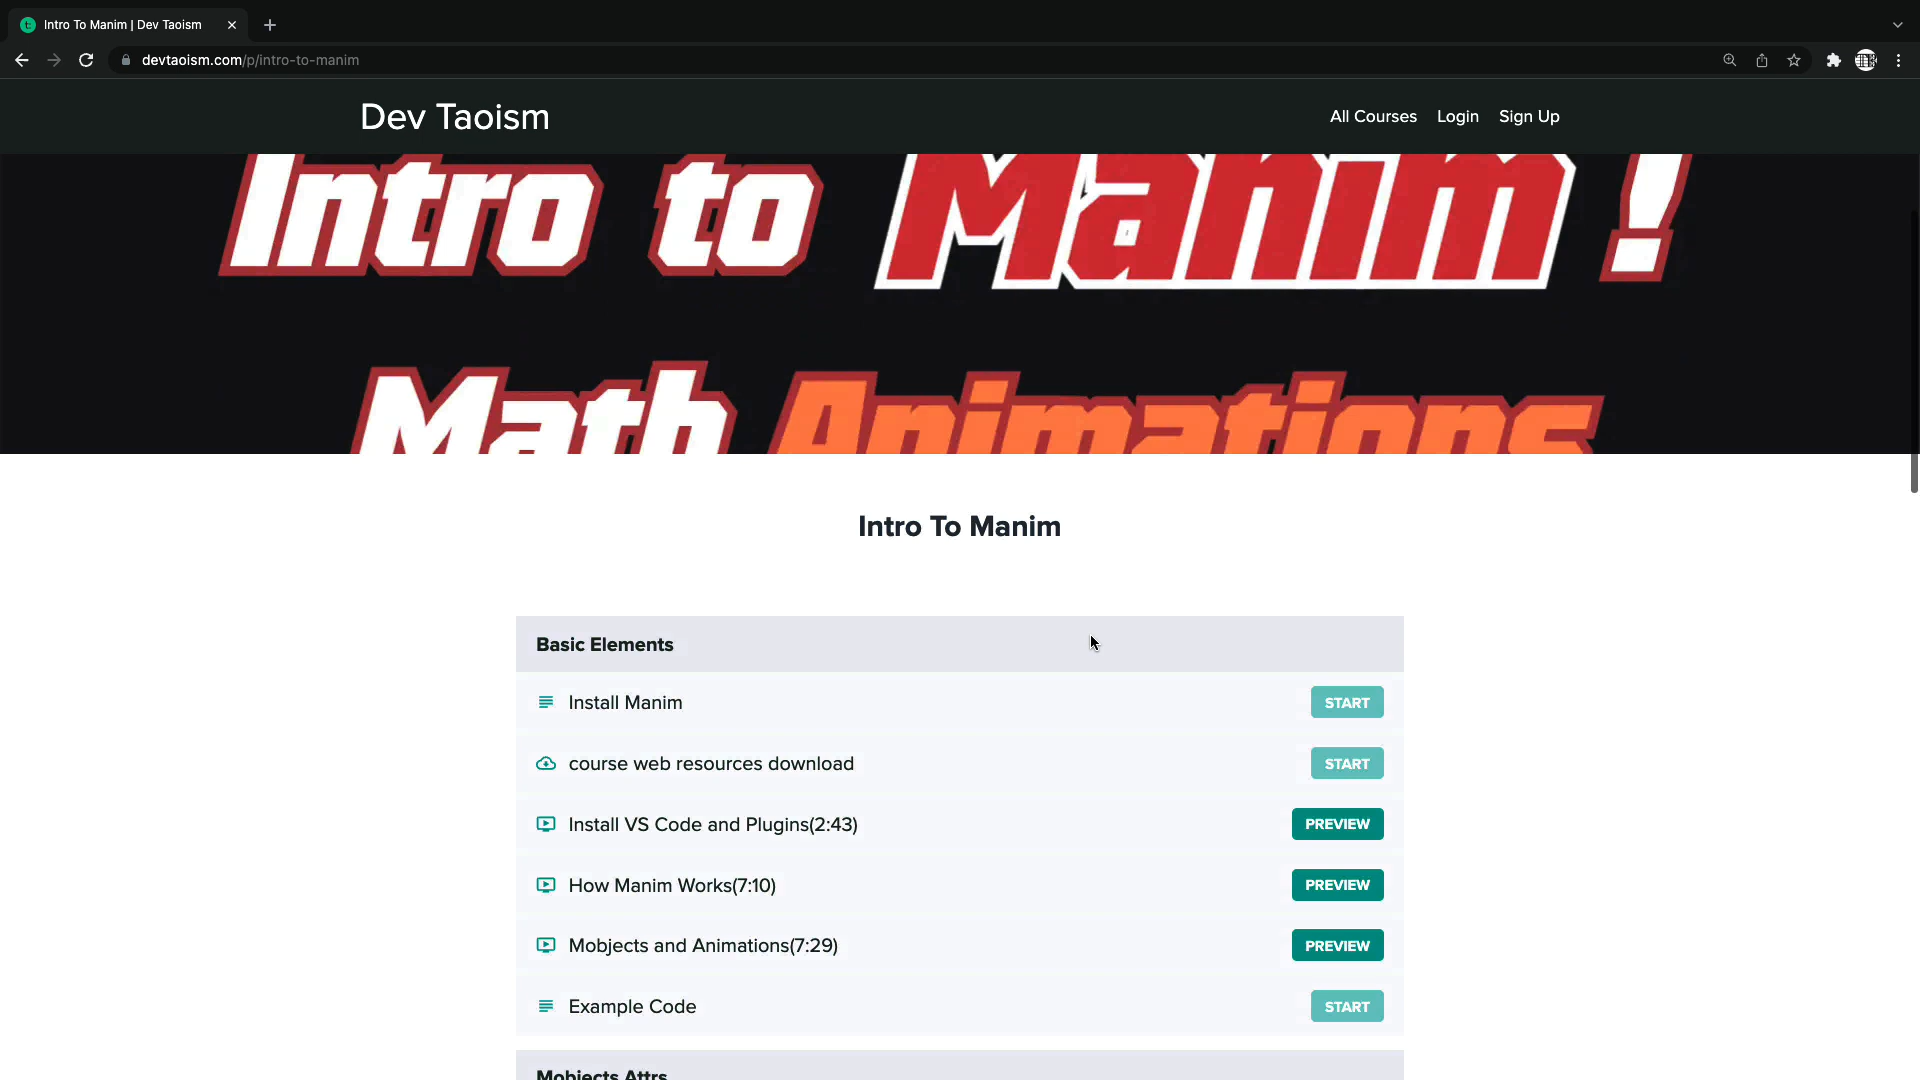 Intro To Manim | Dev Taoism
devtaoism.com/p/intro-to-manim
Dev Taoism
All Courses Login Sign Up
Intro to Manim!
Math Animations
Intro To Manim
Basic Elements
Install Manim START
course web resources download START
Install VS Code and Plugins(2:43) PREVIEW
How Manim Works(7:10) PREVIEW
Mobjects and Animations(7:29) PREVIEW
Example Code START
Mobjects Attrs